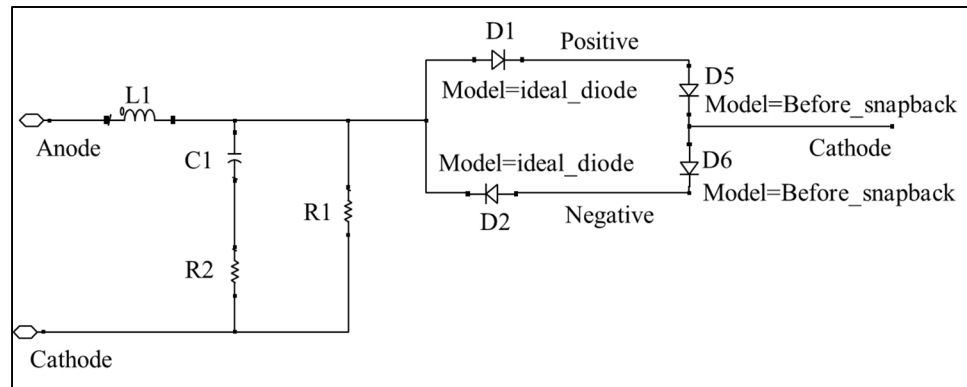 D1
Positive
L1
Model=ideal_diode
D5
Model=Before_snapback
Anode
C1
Model=ideal_diode
Cathode
D6
Model=Before_snapback
R1
D2
Negative
R2
Cathode